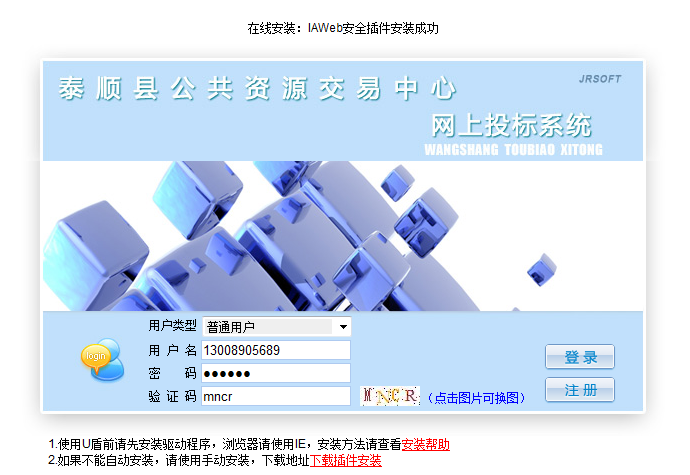 在线安装：IAWeb安全插件安装成功
泰顺县公共资源交易中心
JRSOFT
网上投标系统
WANGSHANG TOUBIAO XITONG
用户类型 普通用户
login
用户名 13008905689
登录
密码 ●●●●●●
验证码 mncr MNCR （点击图片可换图）
注册
1.使用U盾前请先安装驱动程序，浏览器请使用IE，安装方法请查看安装帮助
2.如果不能自动安装，请使用手动安装，下载地址下载插件安装